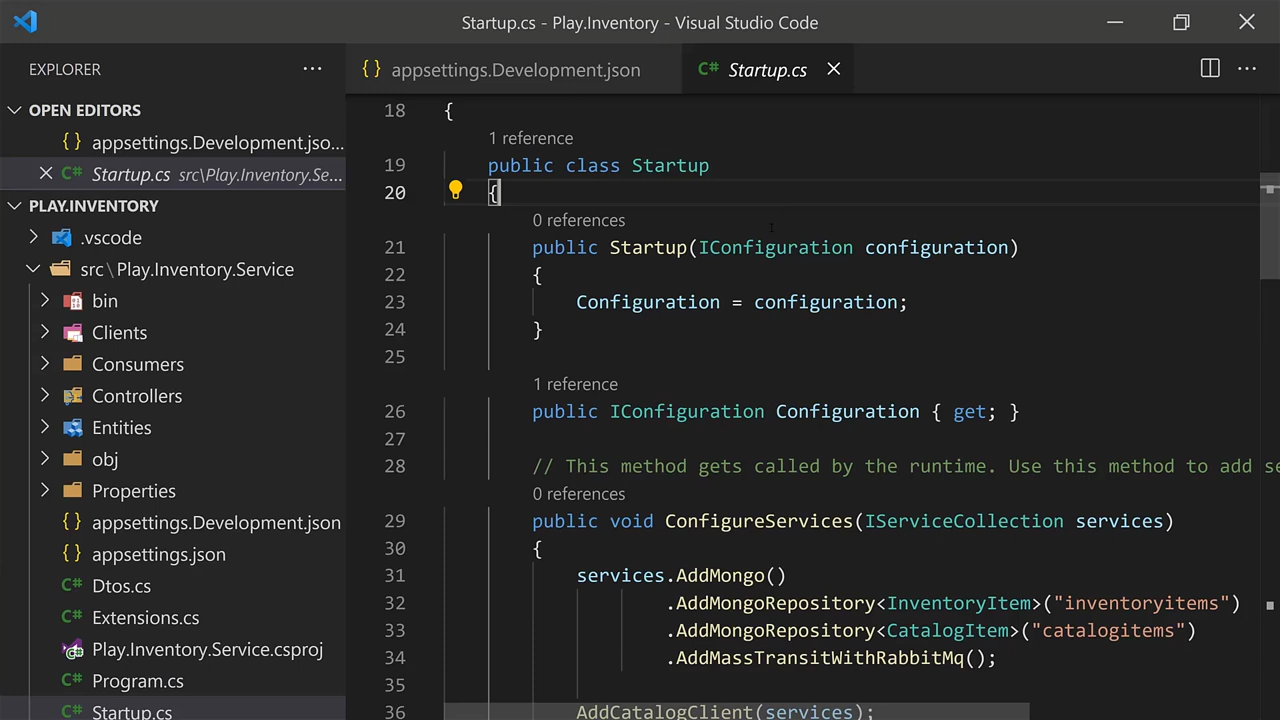 Startup.cs - Play.Inventory - Visual Studio Code
EXPLORER
OPEN EDITORS
{} appsettings.Development.jso...
C# Startup.cs src\Play.Inventory.Se...
PLAY.INVENTORY
.vscode
src\Play.Inventory.Service
bin
Clients
Consumers
Controllers
Entities
obj
Properties
{} appsettings.Development.json
{} appsettings.json
C# Dtos.cs
C# Extensions.cs
Play.Inventory.Service.csproj
C# Program.cs
C# Startup.cs
{} appsettings.Development.json
C# Startup.cs
18 {
1 reference
19 public class Startup
20 {
0 references
21 public Startup(IConfiguration configuration)
22 {
23 Configuration = configuration;
24 }
25
1 reference
26 public IConfiguration Configuration { get; }
27
28 // This method gets called by the runtime. Use this method to add se
0 references
29 public void ConfigureServices(IServiceCollection services)
30 {
31 services.AddMongo()
32 .AddMongoRepository<InventoryItem>("inventoryitems")
33 .AddMongoRepository<CatalogItem>("catalogitems")
34 .AddMassTransitWithRabbitMq();
35
36 AddCatalogClient(services);